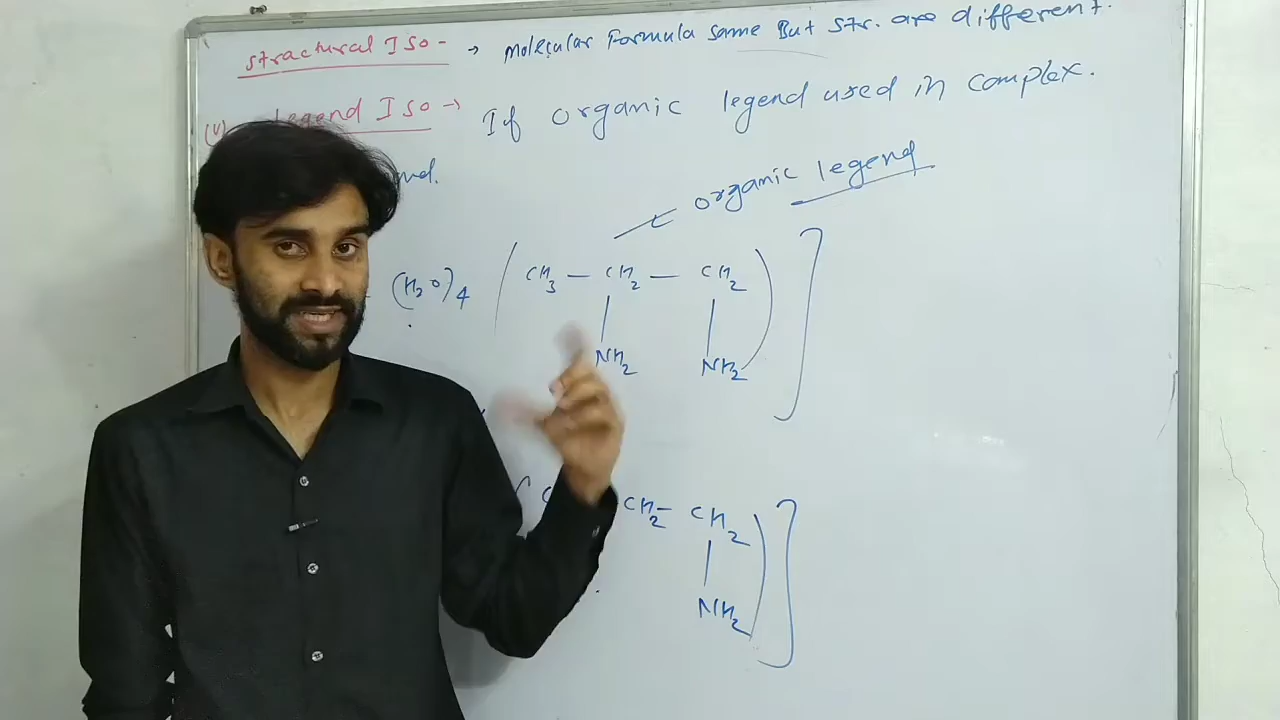 Structural Iso- → Molecular Formula same But Str. are different.
(V) Legend Iso → If organic legend used in complex.
organic legend
(H2O)4 ( CH3 — CH2 — CH2 ) ]
NH2 NH2
CH2- CH2 ) ]
NH2